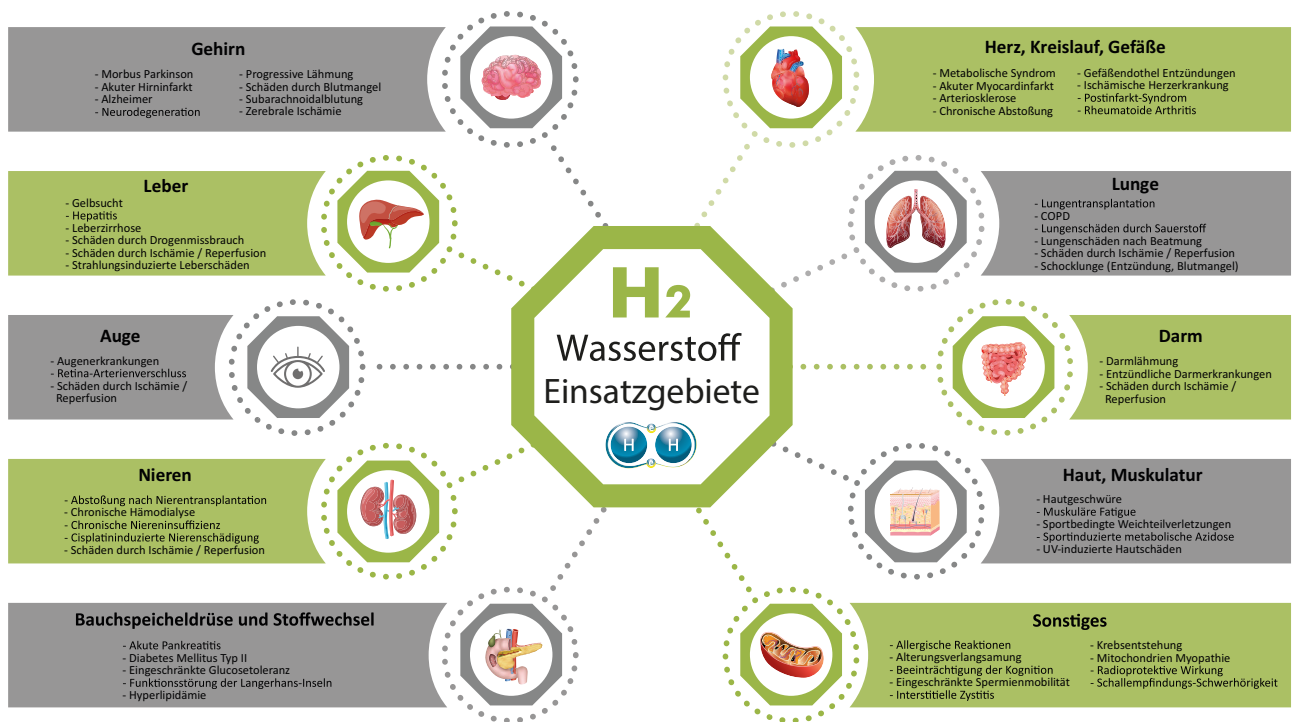 Gehirn
- Morbus Parkinson
- Akuter Hirninfarkt
- Alzheimer
- Neurodegeneration
- Progressive Lähmung
- Schäden durch Blutmangel
- Subarachnoidalblutung
- Zerebrale Ischämie
Herz, Kreislauf, Gefäße
- Metabolische Syndrom
- Akuter Myocardinfarkt
- Arteriosklerose
- Chronische Abstoßung
- Gefäßendothel Entzündungen
- Ischämische Herzerkrankung
- Postinfarkt-Syndrom
- Rheumatoide Arthritis
Leber
- Gelbsucht
- Hepatitis
- Leberzirrhose
- Schäden durch Drogenmissbrauch
- Schäden durch Ischämie / Reperfusion
- Strahlungsinduzierte Leberschäden
Lunge
- Lungentransplantation
- COPD
- Lungenschäden durch Sauerstoff
- Lungenschäden nach Beatmung
- Schäden durch Ischämie / Reperfusion
- Schocklunge (Entzündung, Blutmangel)
H2
Wasserstoff
Einsatzgebiete
H H
Auge
- Augenerkrankungen
- Retina-Arterienverschluss
- Schäden durch Ischämie /
Reperfusion
Darm
- Darmlähmung
- Entzündliche Darmerkrankungen
- Schäden durch Ischämie /
Reperfusion
Nieren
- Abstoßung nach Nierentransplantation
- Chronische Hämodialyse
- Chronische Niereninsuffizienz
- Cisplatininduzierte Nierenschädigung
- Schäden durch Ischämie / Reperfusion
Haut, Muskulatur
- Hautgeschwüre
- Muskuläre Fatigue
- Sportbedingte Weichteilverletzungen
- Sportinduzierte metabolische Azidose
- UV-induzierte Hautschäden
Bauchspeicheldrüse und Stoffwechsel
- Akute Pankreatitis
- Diabetes Mellitus Typ II
- Eingeschränkte Glucosetoleranz
- Funktionsstörung der Langerhans-Inseln
- Hyperlipidämie
Sonstiges
- Allergische Reaktionen
- Alterungsverlangsamung
- Beeinträchtigung der Kognition
- Eingeschränkte Spermienmobilität
- Interstitielle Zystitis
- Krebsentstehung
- Mitochondrien Myopathie
- Radioprotektive Wirkung
- Schallempfindungs-Schwerhörigkeit